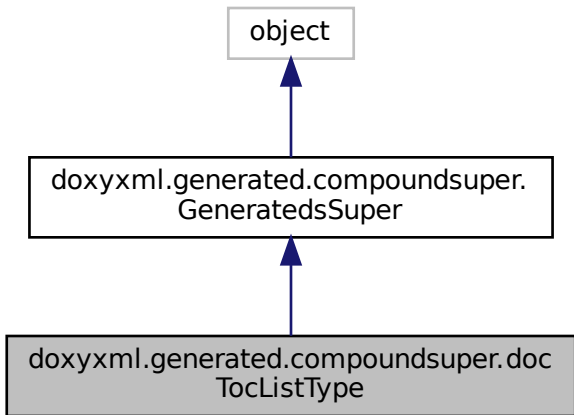 object
doxyxml.generated.compoundsuper.
GeneratedsSuper
doxyxml.generated.compoundsuper.doc
TocListType